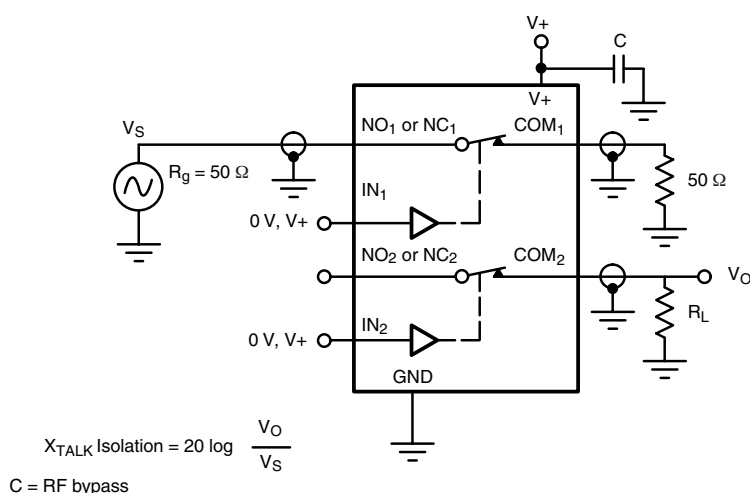 V+
C
V+
VS
NO1 or NC1
COM1
Rg = 50 Ω
50 Ω
IN1
0 V, V+
NO2 or NC2
COM2
VO
IN2
RL
0 V, V+
GND
XTALK Isolation = 20 log VO
VS
C = RF bypass